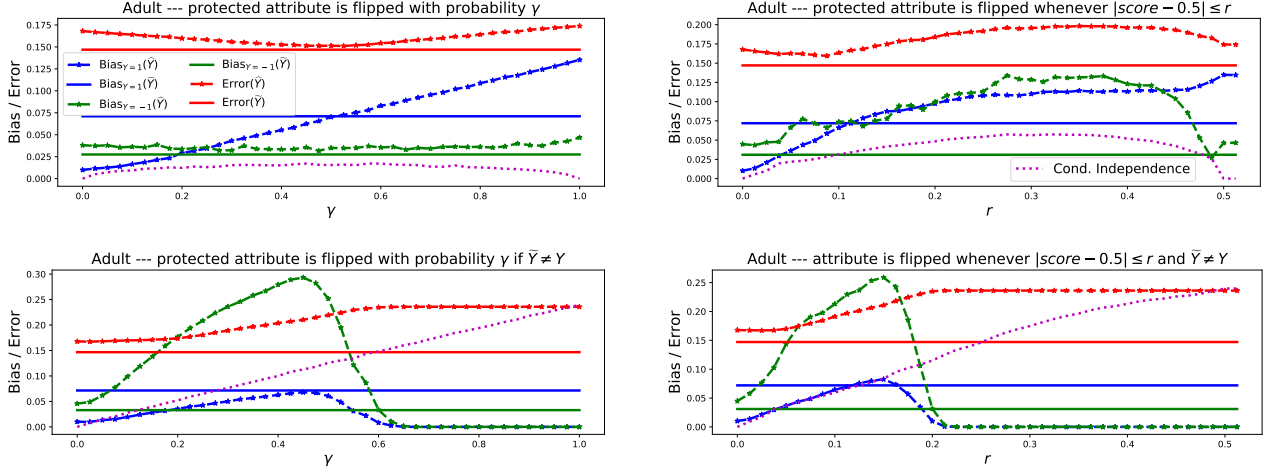 Adult --- protected attribute is flipped with probability γ
Bias / Error
0.175
0.150
0.125
0.100
0.075
0.050
0.025
0.000
Bias_{Y=1}(Ŷ)
Bias_{Y=1}(Ỹ)
Bias_{Y=−1}(Ŷ)
Bias_{Y=−1}(Ỹ)
Error(Ŷ)
Error(Ỹ)
0.0 0.2 0.4 0.6 0.8 1.0
γ
Adult --- protected attribute is flipped whenever |score − 0.5| ≤ r
Bias / Error
0.200
0.175
0.150
0.125
0.100
0.075
0.050
0.025
0.000
Cond. Independence
0.0 0.1 0.2 0.3 0.4 0.5
r
Adult --- protected attribute is flipped with probability γ if Ỹ ≠ Y
Bias / Error
0.30
0.25
0.20
0.15
0.10
0.05
0.00
0.0 0.2 0.4 0.6 0.8 1.0
γ
Adult --- attribute is flipped whenever |score − 0.5| ≤ r and Ỹ ≠ Y
Bias / Error
0.25
0.20
0.15
0.10
0.05
0.00
0.0 0.1 0.2 0.3 0.4 0.5
r